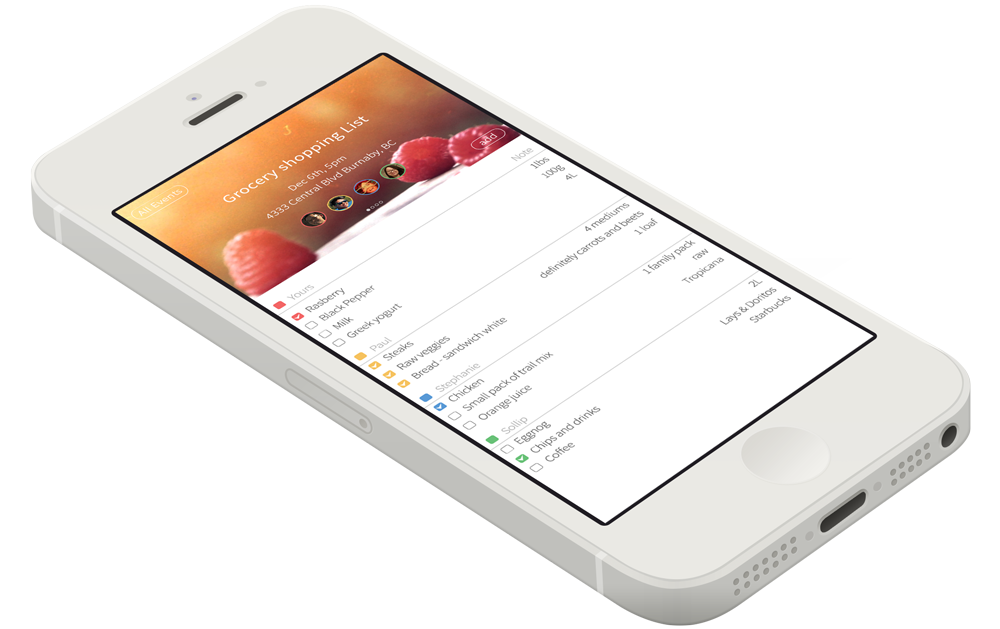 All Events
Grocery shopping List
Dec 6th, 5pm
4333 Central Blvd Burnaby, BC
add
Yours Note
Rasberry 1lbs
Black Pepper 100g
Milk 4L
Greek yogurt
Paul
Steaks 4 mediums
Raw veggies definitely carrots and beets
Bread - sandwich white 1 loaf
Stephanie
Chicken 1 family pack
Small pack of trail mix raw
Orange juice Tropicana
Sollip
Eggnog 2L
Chips and drinks Lays & Doritos
Coffee Starbucks